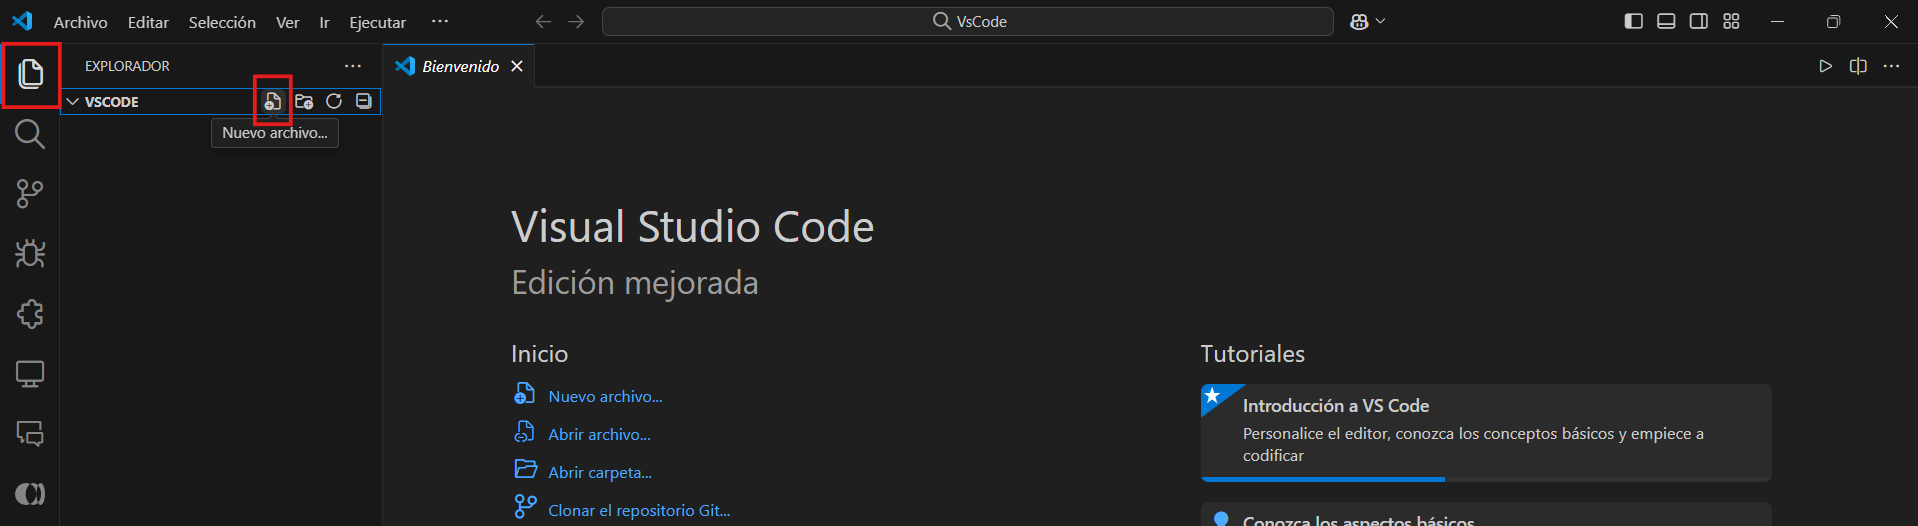 Archivo Editar Selección Ver Ir Ejecutar ··· VsCode
EXPLORADOR ···
Bienvenido
VSCODE
Nuevo archivo...
Visual Studio Code
Edición mejorada
Inicio
Nuevo archivo...
Abrir archivo...
Abrir carpeta...
Clonar el repositorio Git...
Tutoriales
Introducción a VS Code
Personalice el editor, conozca los conceptos básicos y empiece a
codificar
Conozca los aspectos básicos